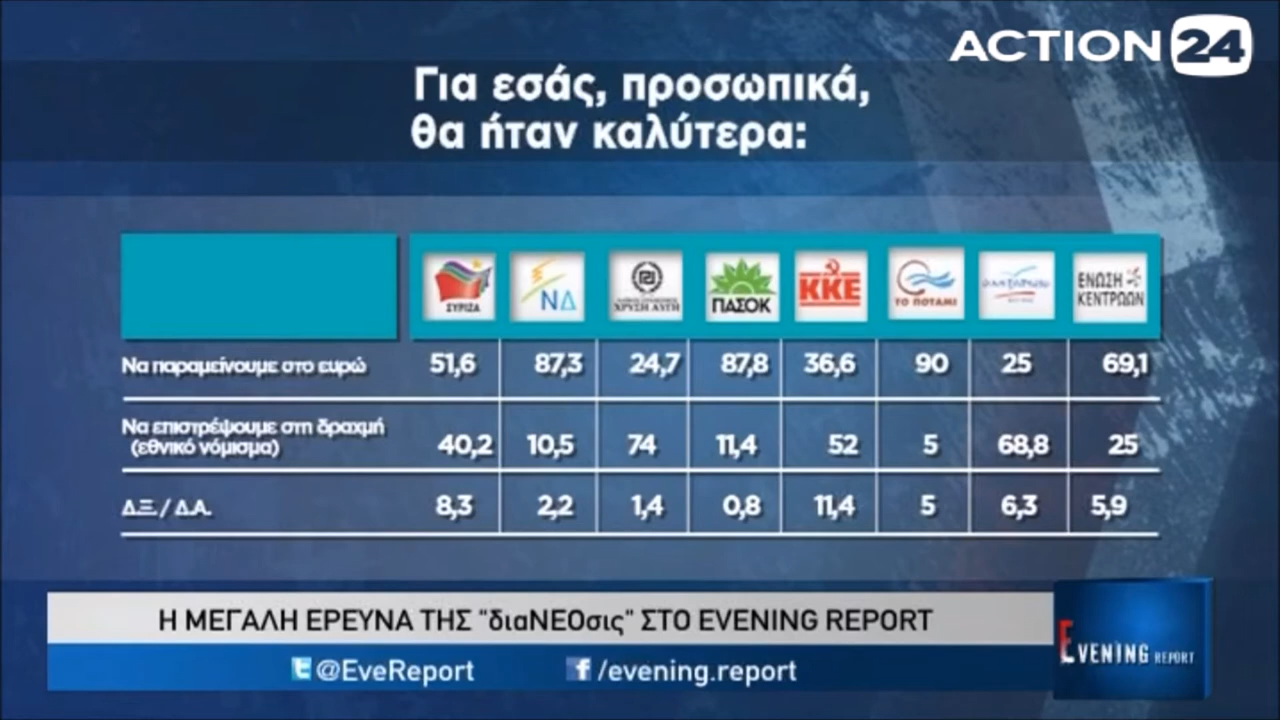 ACTION 24
Για εσάς, προσωπικά,
θα ήταν καλύτερα:
ΣΥΡΙΖΑ ΝΔ ΧΡΥΣΗ ΑΥΓΗ ΠΑΣΟΚ ΚΚΕ ΤΟ ΠΟΤΑΜΙ ΕΝΩΣΗ
ΚΕΝΤΡΩΩΝ
Να παραμείνουμε στο ευρώ 51,6 87,3 24,7 87,8 36,6 90 25 69,1
Να επιστρέψουμε στη δραχμή
(εθνικό νόμισμα) 40,2 10,5 74 11,4 52 5 68,8 25
Δ.Ξ./ Δ.Α. 8,3 2,2 1,4 0,8 11,4 5 6,3 5,9
Η ΜΕΓΑΛΗ ΕΡΕΥΝΑ ΤΗΣ "διαΝΕΟσις" ΣΤΟ EVENING REPORT
EVENING REPORT
@EveReport /evening.report